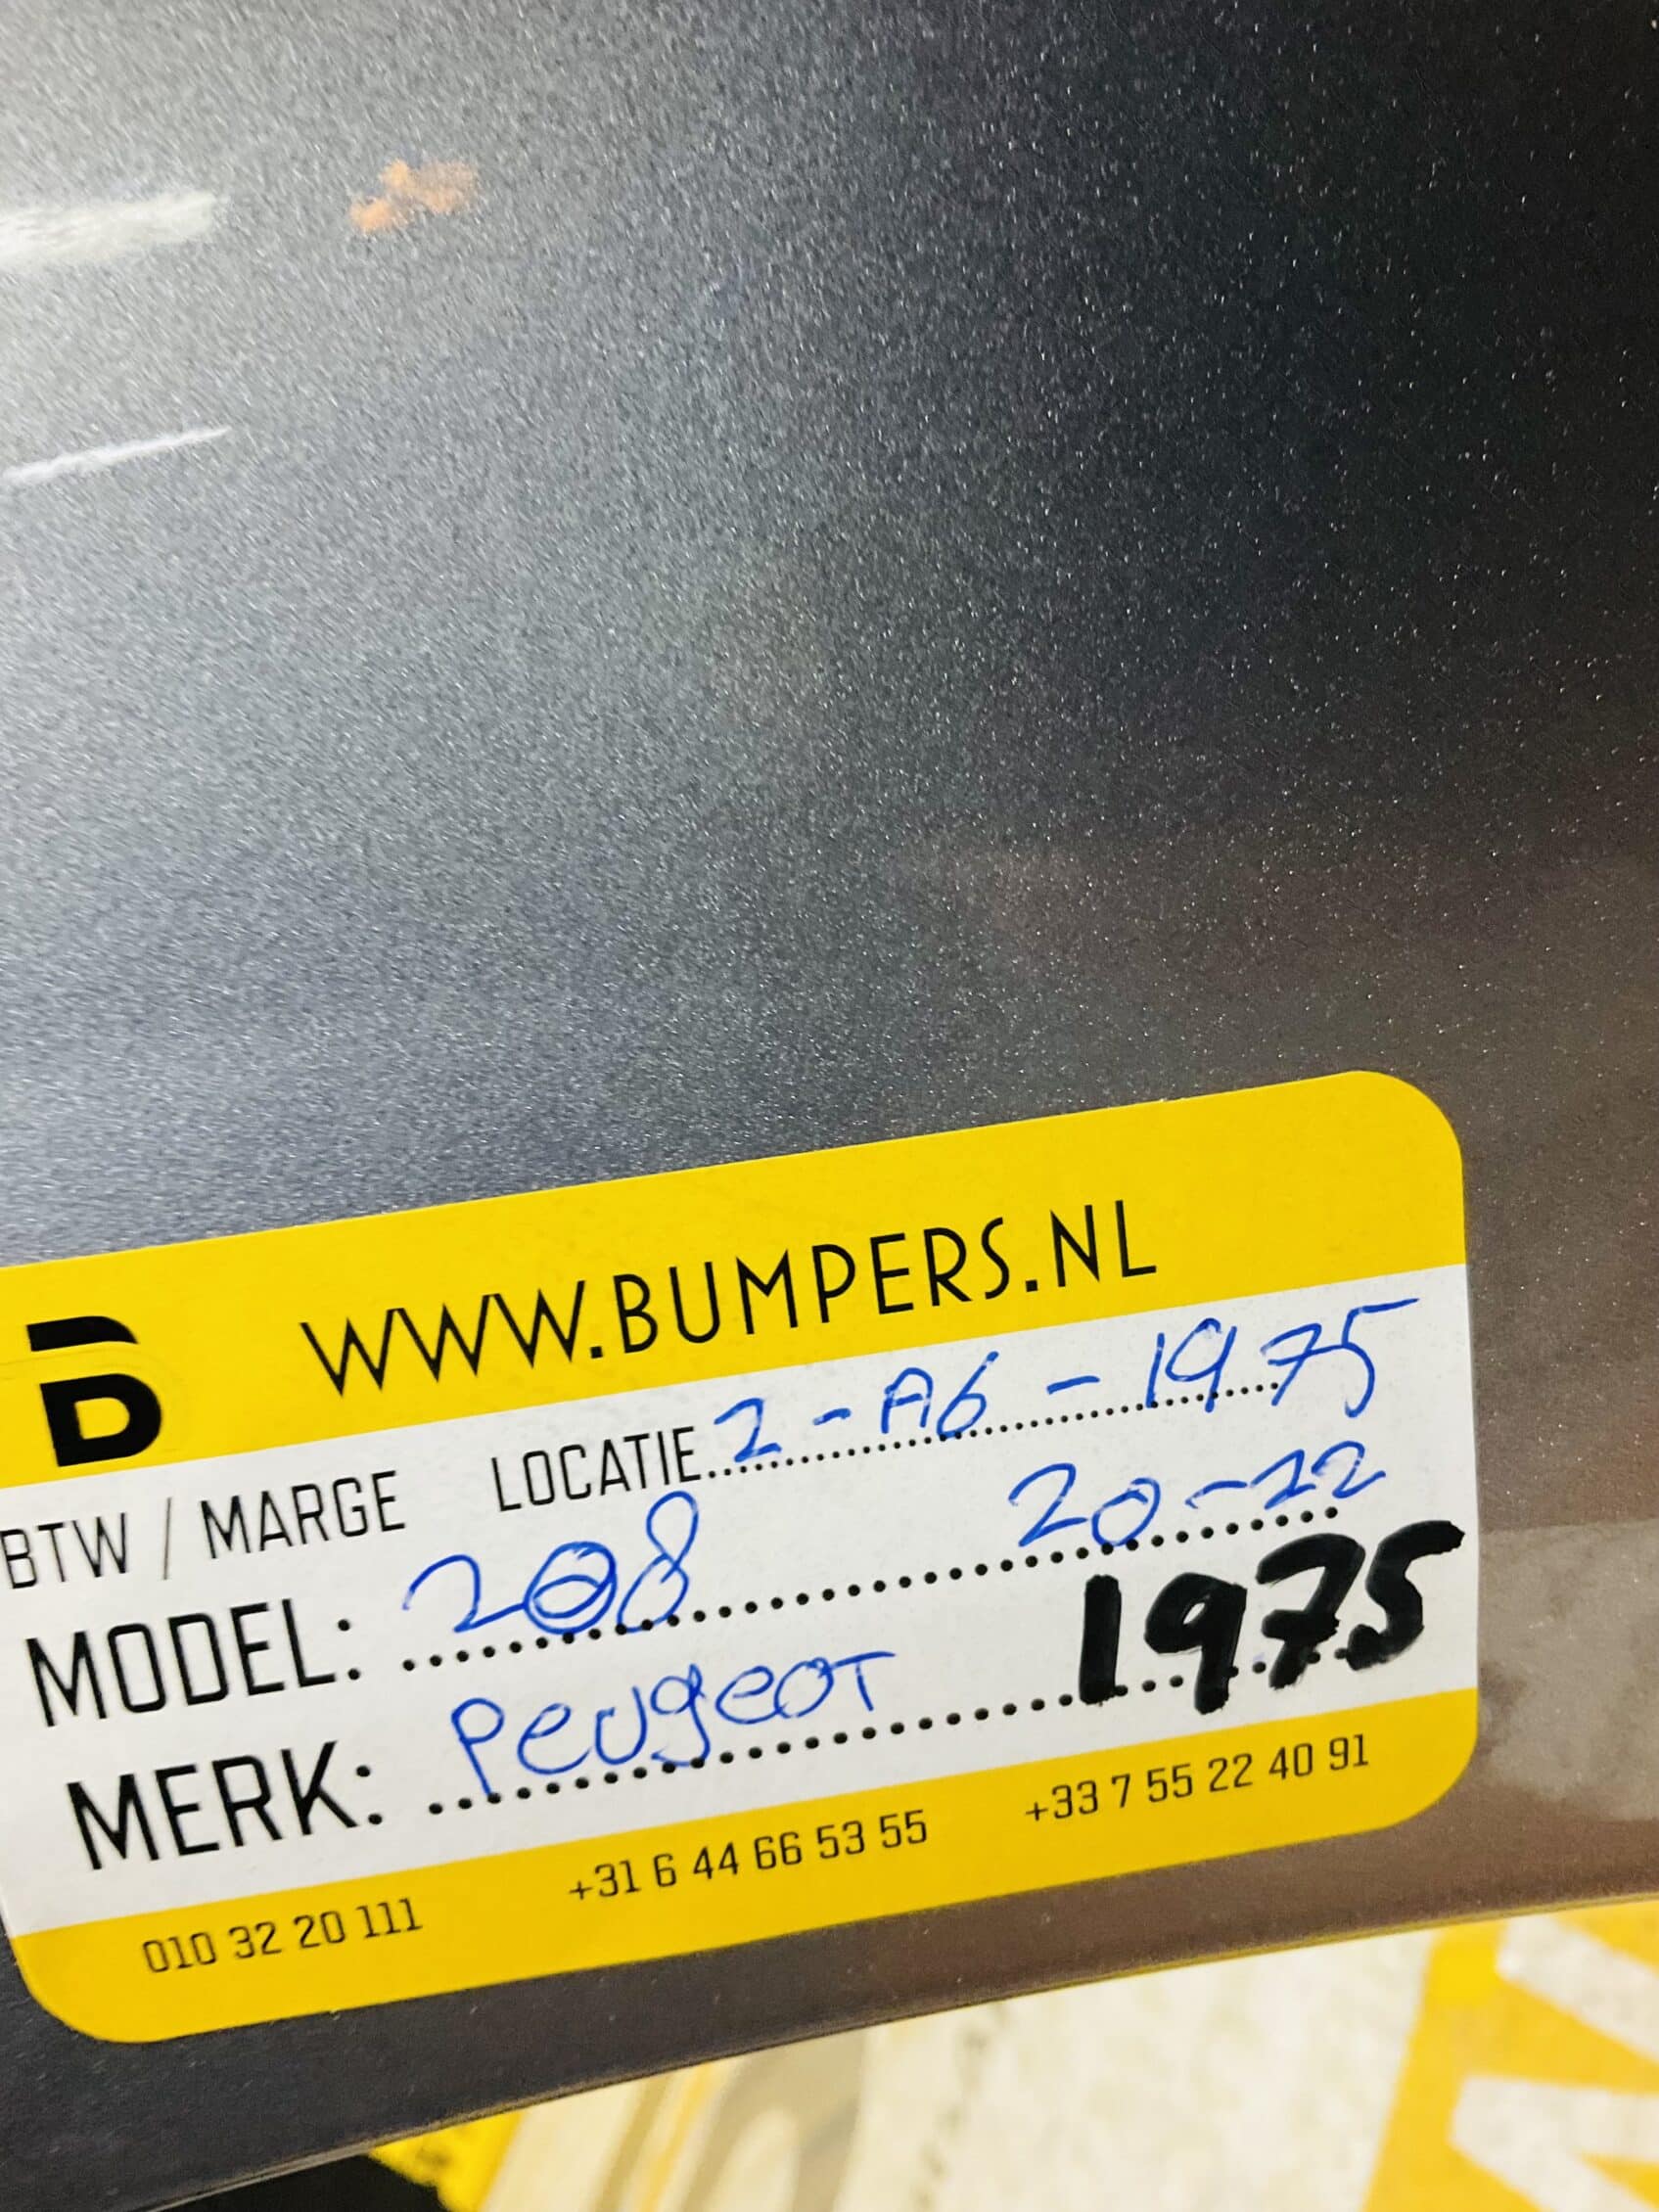 B WWW.BUMPERS.NL
BTW / MARGE LOCATIE 2-A6-1975
MODEL: 208 20-22
MERK: Peugeot 1975
010 32 20 111 +31 6 44 66 53 55 +33 7 55 22 40 91